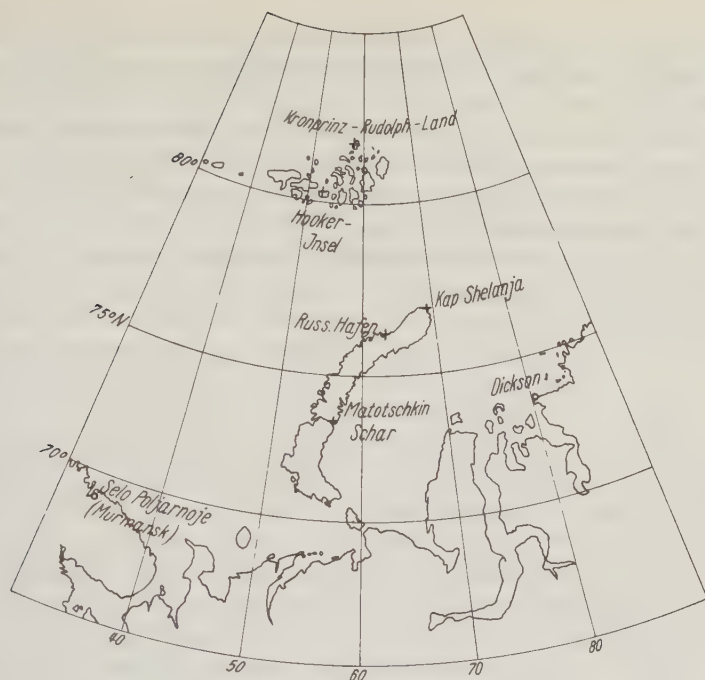 Kronprinz-Rudolph-Land
80°
Hooker-
Jnsel
Kap Shelanja
75°N
Russ. Hafen
Dickson
Matotschkin
Schar
70°
Selo Poljarnoje
(Murmansk)
40
50
60
70
80